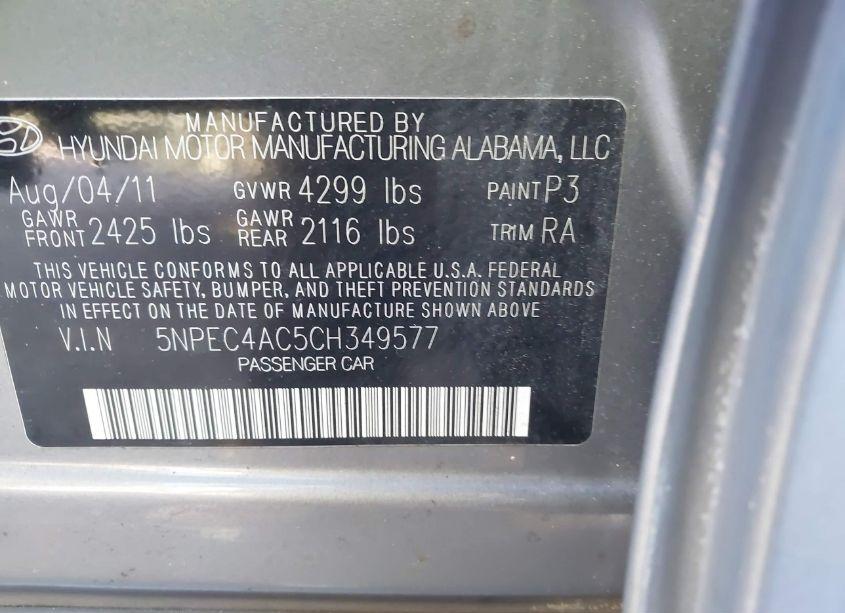 MANUFACTURED BY
HYUNDAI MOTOR MANUFACTURING ALABAMA, LLC
Aug/04/11 GVWR 4299 lbs PAINT P3
GAWR FRONT 2425 lbs GAWR REAR 2116 lbs TRIM RA
THIS VEHICLE CONFORMS TO ALL APPLICABLE U.S.A. FEDERAL
MOTOR VEHICLE SAFETY, BUMPER, AND THEFT PREVENTION STANDARDS
IN EFFECT ON THE DATE OF MANUFACTURE SHOWN ABOVE
V.I.N 5NPEC4AC5CH349577
PASSENGER CAR